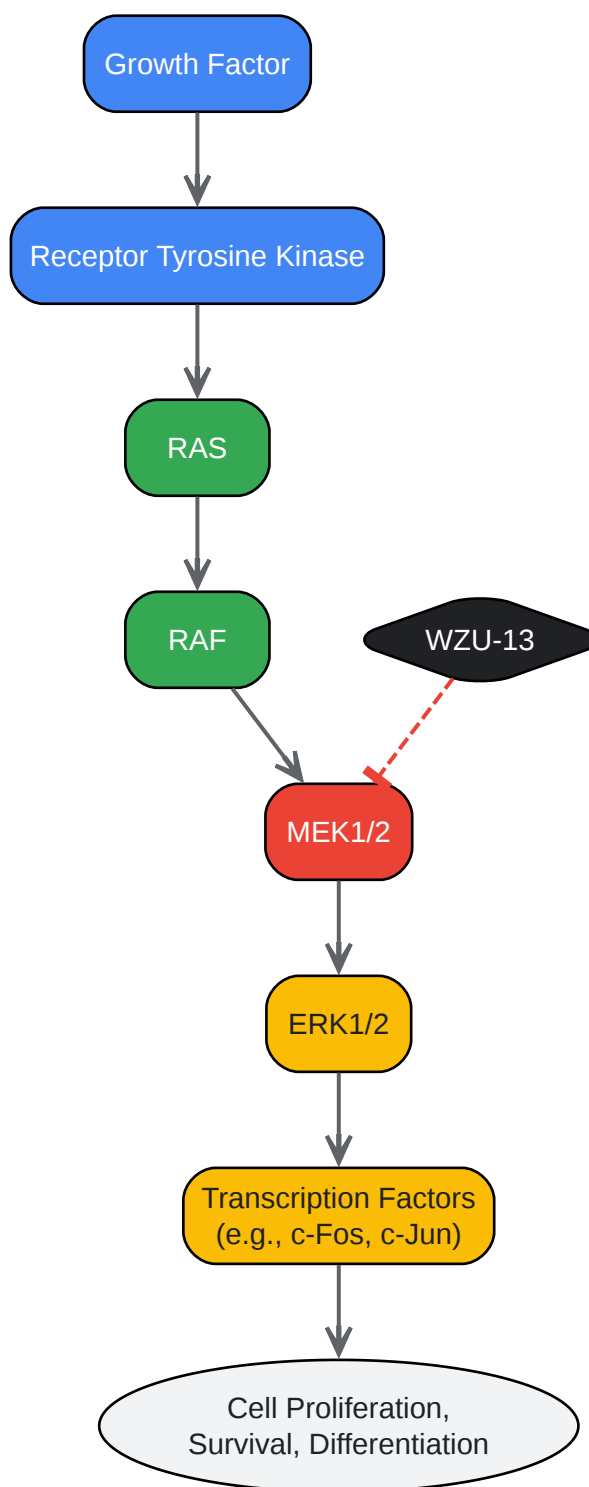 Growth Factor
Receptor Tyrosine Kinase
RAS
RAF
WZU-13
MEK1/2
ERK1/2
Transcription Factors
(e.g., c-Fos, c-Jun)
Cell Proliferation,
Survival, Differentiation